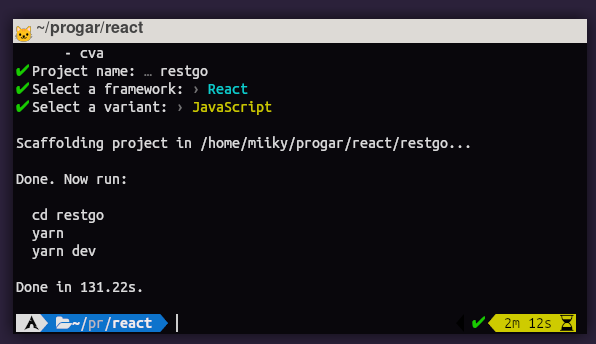 ~/progar/react
- cva
✔Project name: … restgo
✔Select a framework: › React
✔Select a variant: › JavaScript
Scaffolding project in /home/miiky/progar/react/restgo...
Done. Now run:
cd restgo
yarn
yarn dev
Done in 131.22s.
~/pr/react ✔ 2m 12s